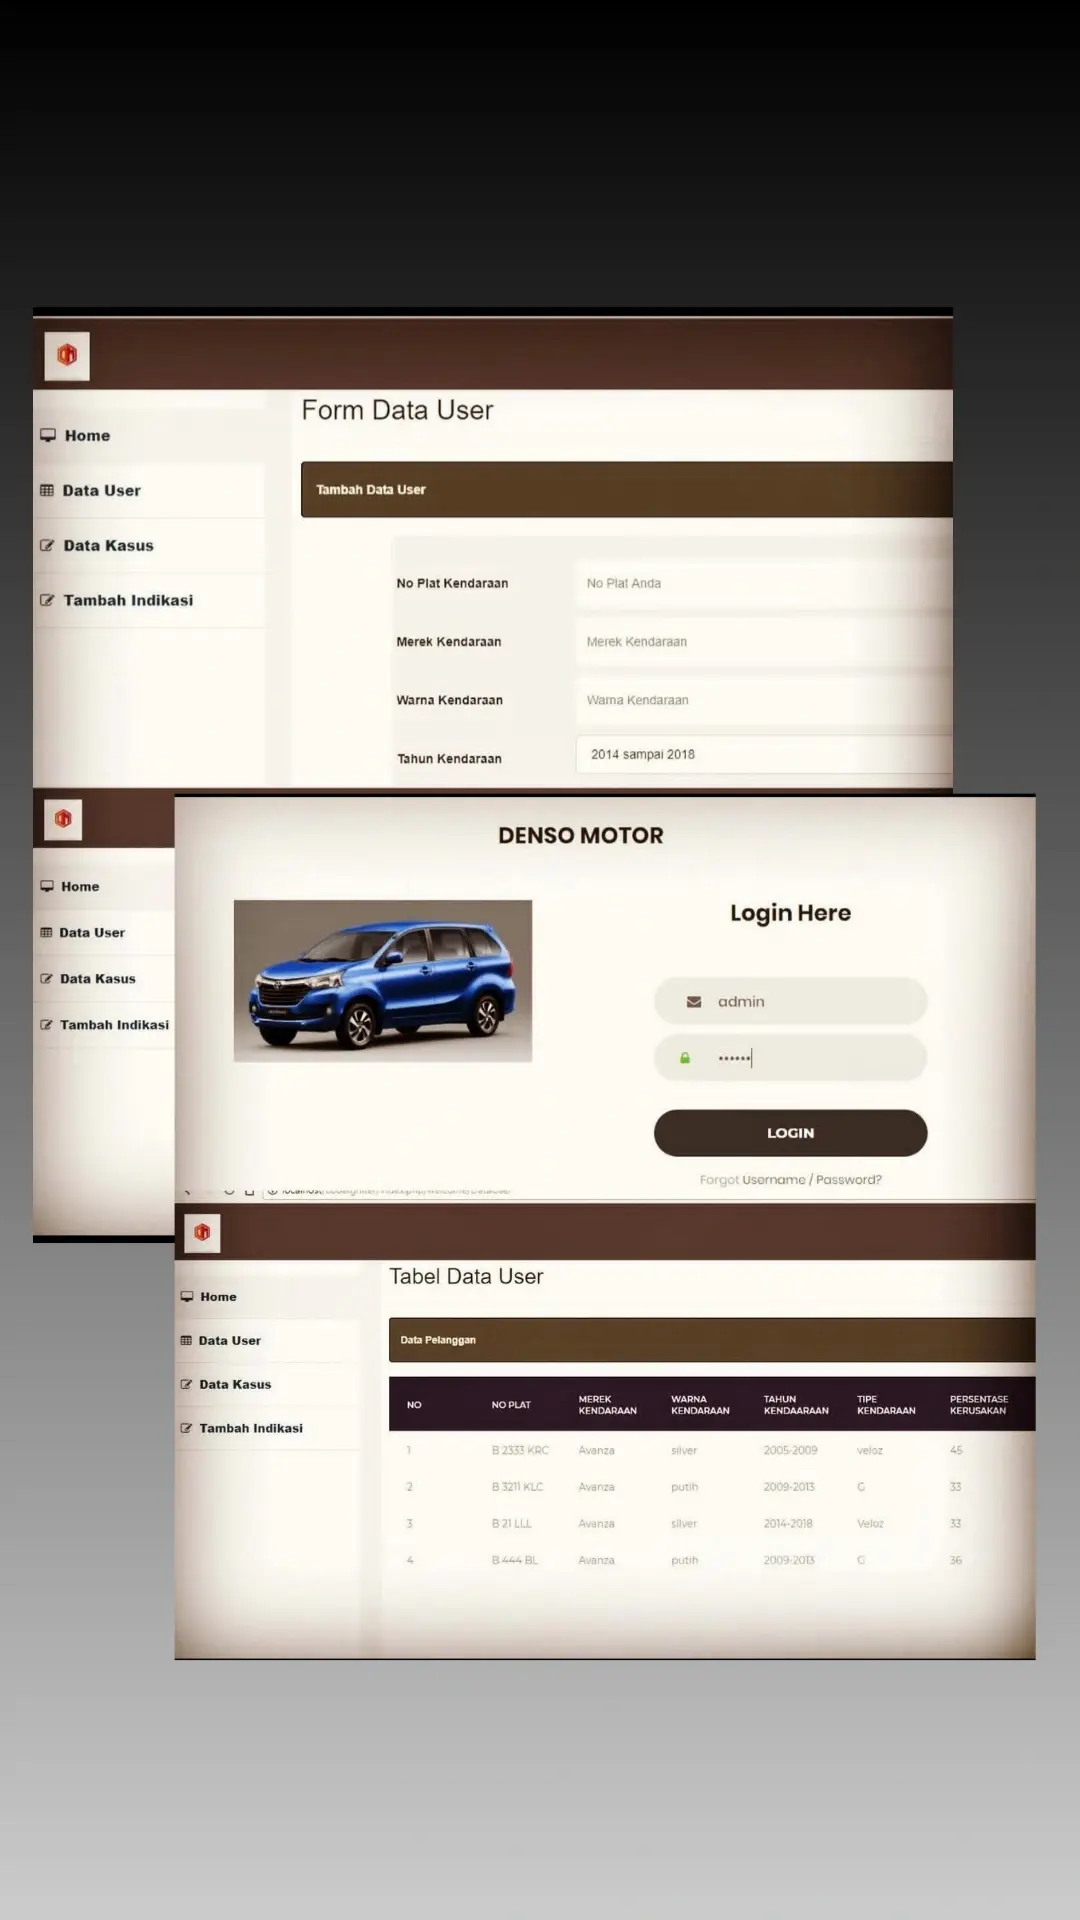 Form Data User
Home
Data User
Data Kasus
Tambah Indikasi
Tambah Data User
No Plat Kendaraan
No Plat Anda
Merek Kendaraan
Merek Kendaraan
Warna Kendaraan
Warna Kendaraan
Tahun Kendaraan
2014 sampai 2018
Home
Data User
Data Kasus
Tambah Indikasi
DENSO MOTOR
Login Here
admin
LOGIN
Forgot Username / Password?
Home
Data User
Data Kasus
Tambah Indikasi
Tabel Data User
Data Pelanggan
NO NO PLAT MEREK KENDARAAN WARNA KENDARAAN TAHUN KENDAARAAN TIPE KENDARAAN PERSENTASE KERUSAKAN
1 B 2333 KRC Avanza silver 2005-2009 veloz 45
2 B 3211 KLC Avanza putih 2009-2013 G 33
3 B 21 LLL Avanza silver 2014-2018 Veloz 33
4 B 444 BL Avanza putih 2009-2013 G 36